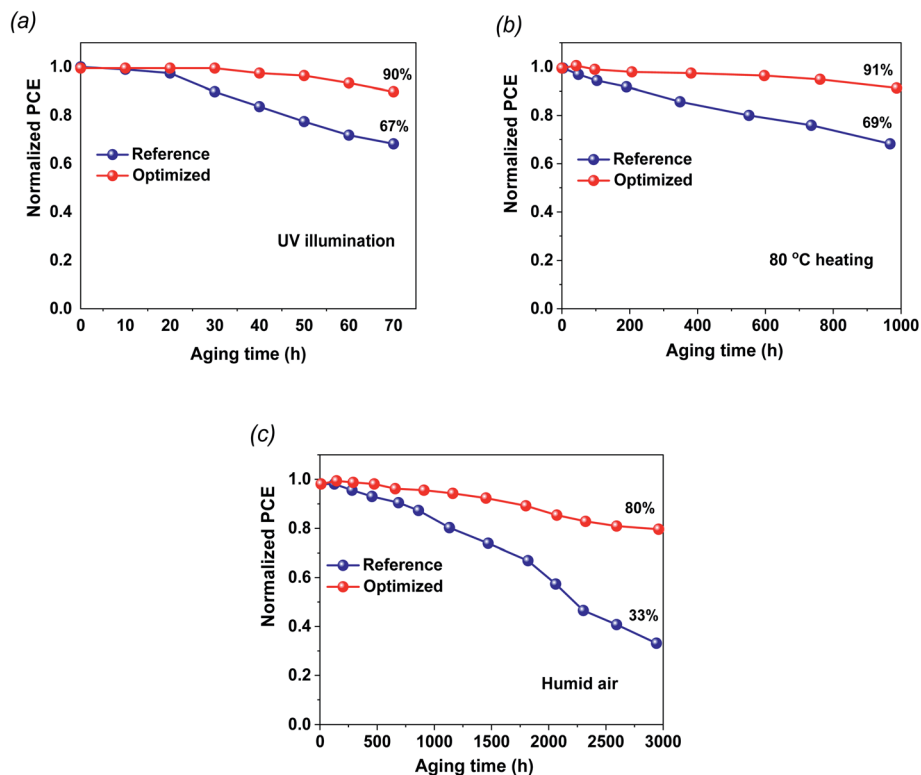 (a)
Normalized PCE
1.0
0.8
0.6
0.4
0.2
0.0
90%
67%
Reference
Optimized
UV illumination
0 10 20 30 40 50 60 70
Aging time (h)
(b)
Normalized PCE
1.0
0.8
0.6
0.4
0.2
0.0
91%
69%
Reference
Optimized
80 °C heating
0 200 400 600 800 1000
Aging time (h)
(c)
Normalized PCE
1.0
0.8
0.6
0.4
0.2
0.0
80%
Reference
Optimized
33%
Humid air
0 500 1000 1500 2000 2500 3000
Aging time (h)